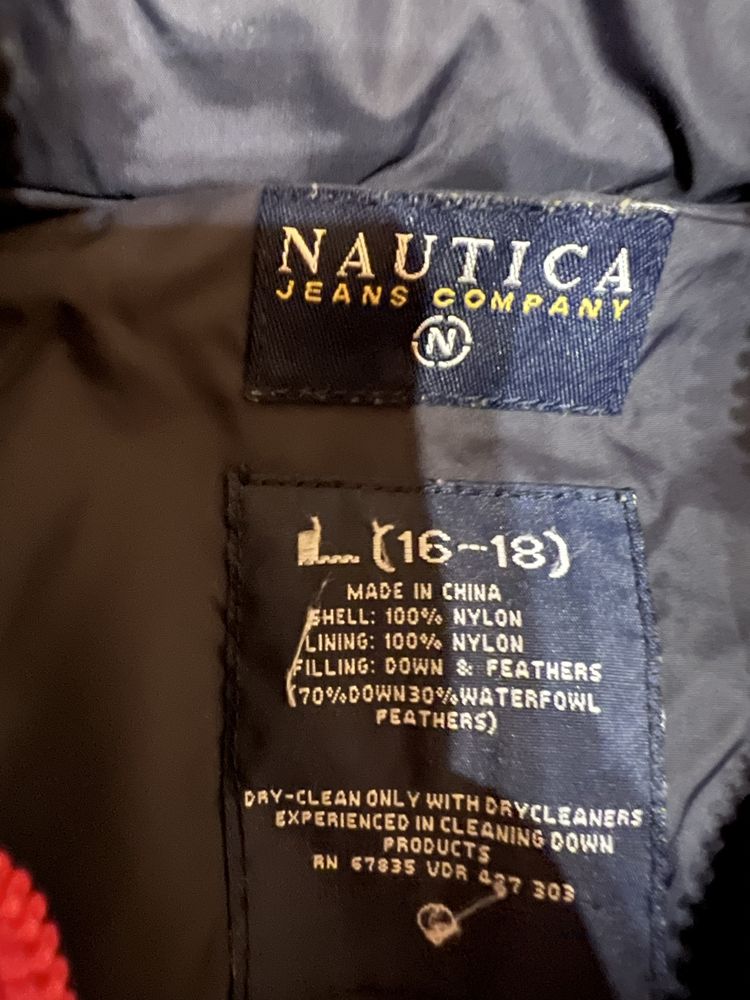 NAUTICA
JEANS COMPANY
N
L (16-18)
MADE IN CHINA
SHELL: 100% NYLON
LINING: 100% NYLON
FILLING: DOWN & FEATHERS
(70%DOWN30%WATERFOWL
FEATHERS)
DRY-CLEAN ONLY WITH DRYCLEANERS
EXPERIENCED IN CLEANING DOWN
PRODUCTS
RN 67835 VDR 437 303